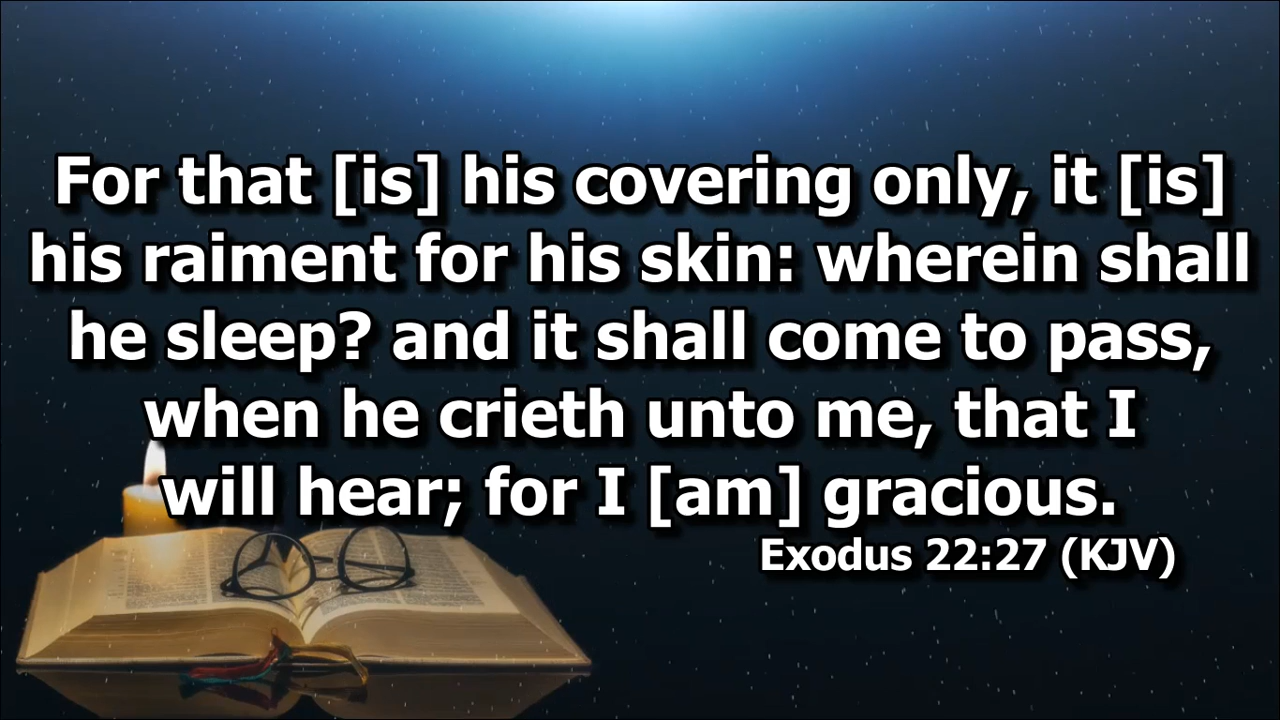 For that [is] his covering only, it [is]
his raiment for his skin: wherein shall
he sleep? and it shall come to pass,
when he crieth unto me, that I
will hear; for I [am] gracious.
Exodus 22:27 (KJV)